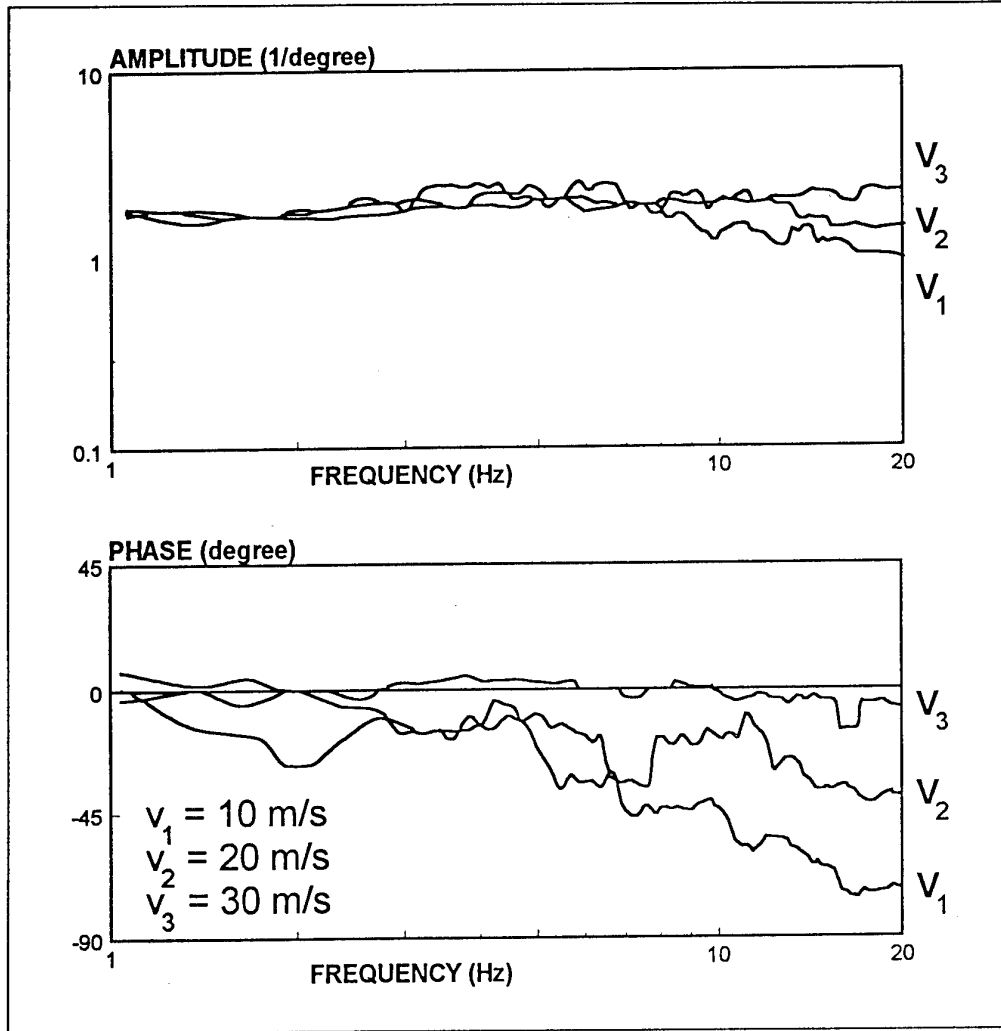 AMPLITUDE (1/degree)
10
1
0.1
V3
V2
V1
1
10
20
FREQUENCY (Hz)
PHASE (degree)
45
0
-45
-90
v1 = 10 m/s
v2 = 20 m/s
v3 = 30 m/s
V3
V2
V1
1
10
20
FREQUENCY (Hz)